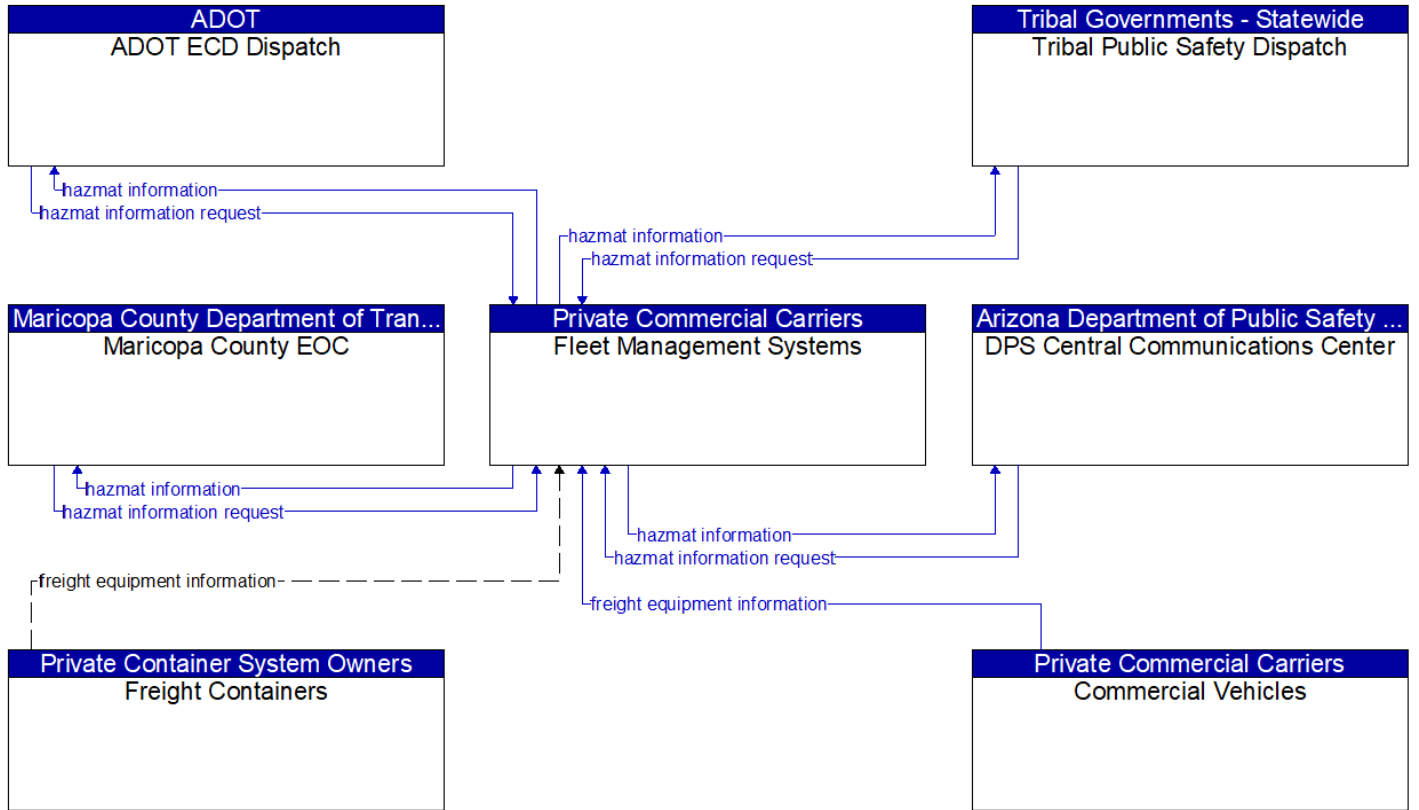 ADOT
ADOT ECD Dispatch
Tribal Governments - Statewide
Tribal Public Safety Dispatch
hazmat information
hazmat information request
hazmat information
hazmat information request
Maricopa County Department of Tran...
Maricopa County EOC
Private Commercial Carriers
Fleet Management Systems
Arizona Department of Public Safety ...
DPS Central Communications Center
hazmat information
hazmat information request
hazmat information
hazmat information request
freight equipment information
freight equipment information
Private Container System Owners
Freight Containers
Private Commercial Carriers
Commercial Vehicles